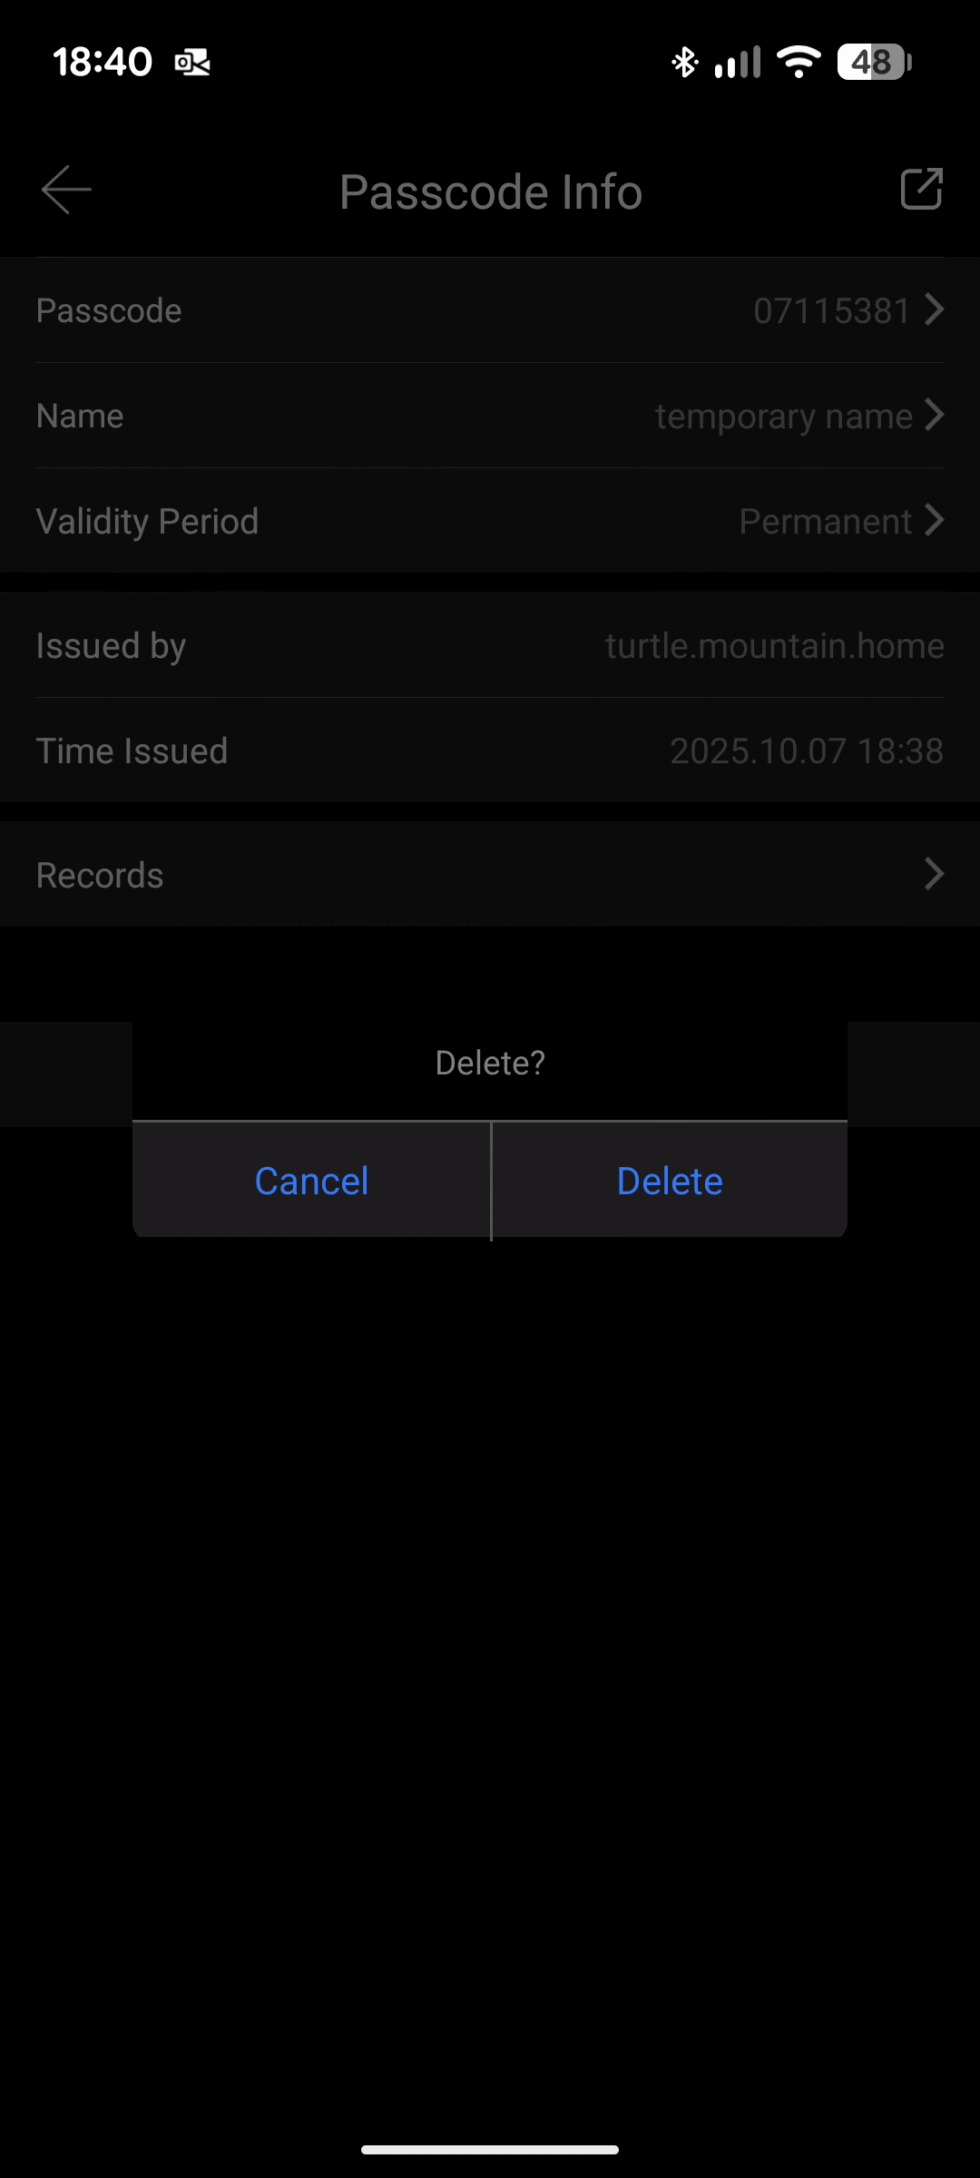 18:40
48
Passcode Info
Passcode 07115381
Name temporary name
Validity Period Permanent
Issued by turtle.mountain.home
Time Issued 2025.10.07 18:38
Records
Delete?
Cancel Delete